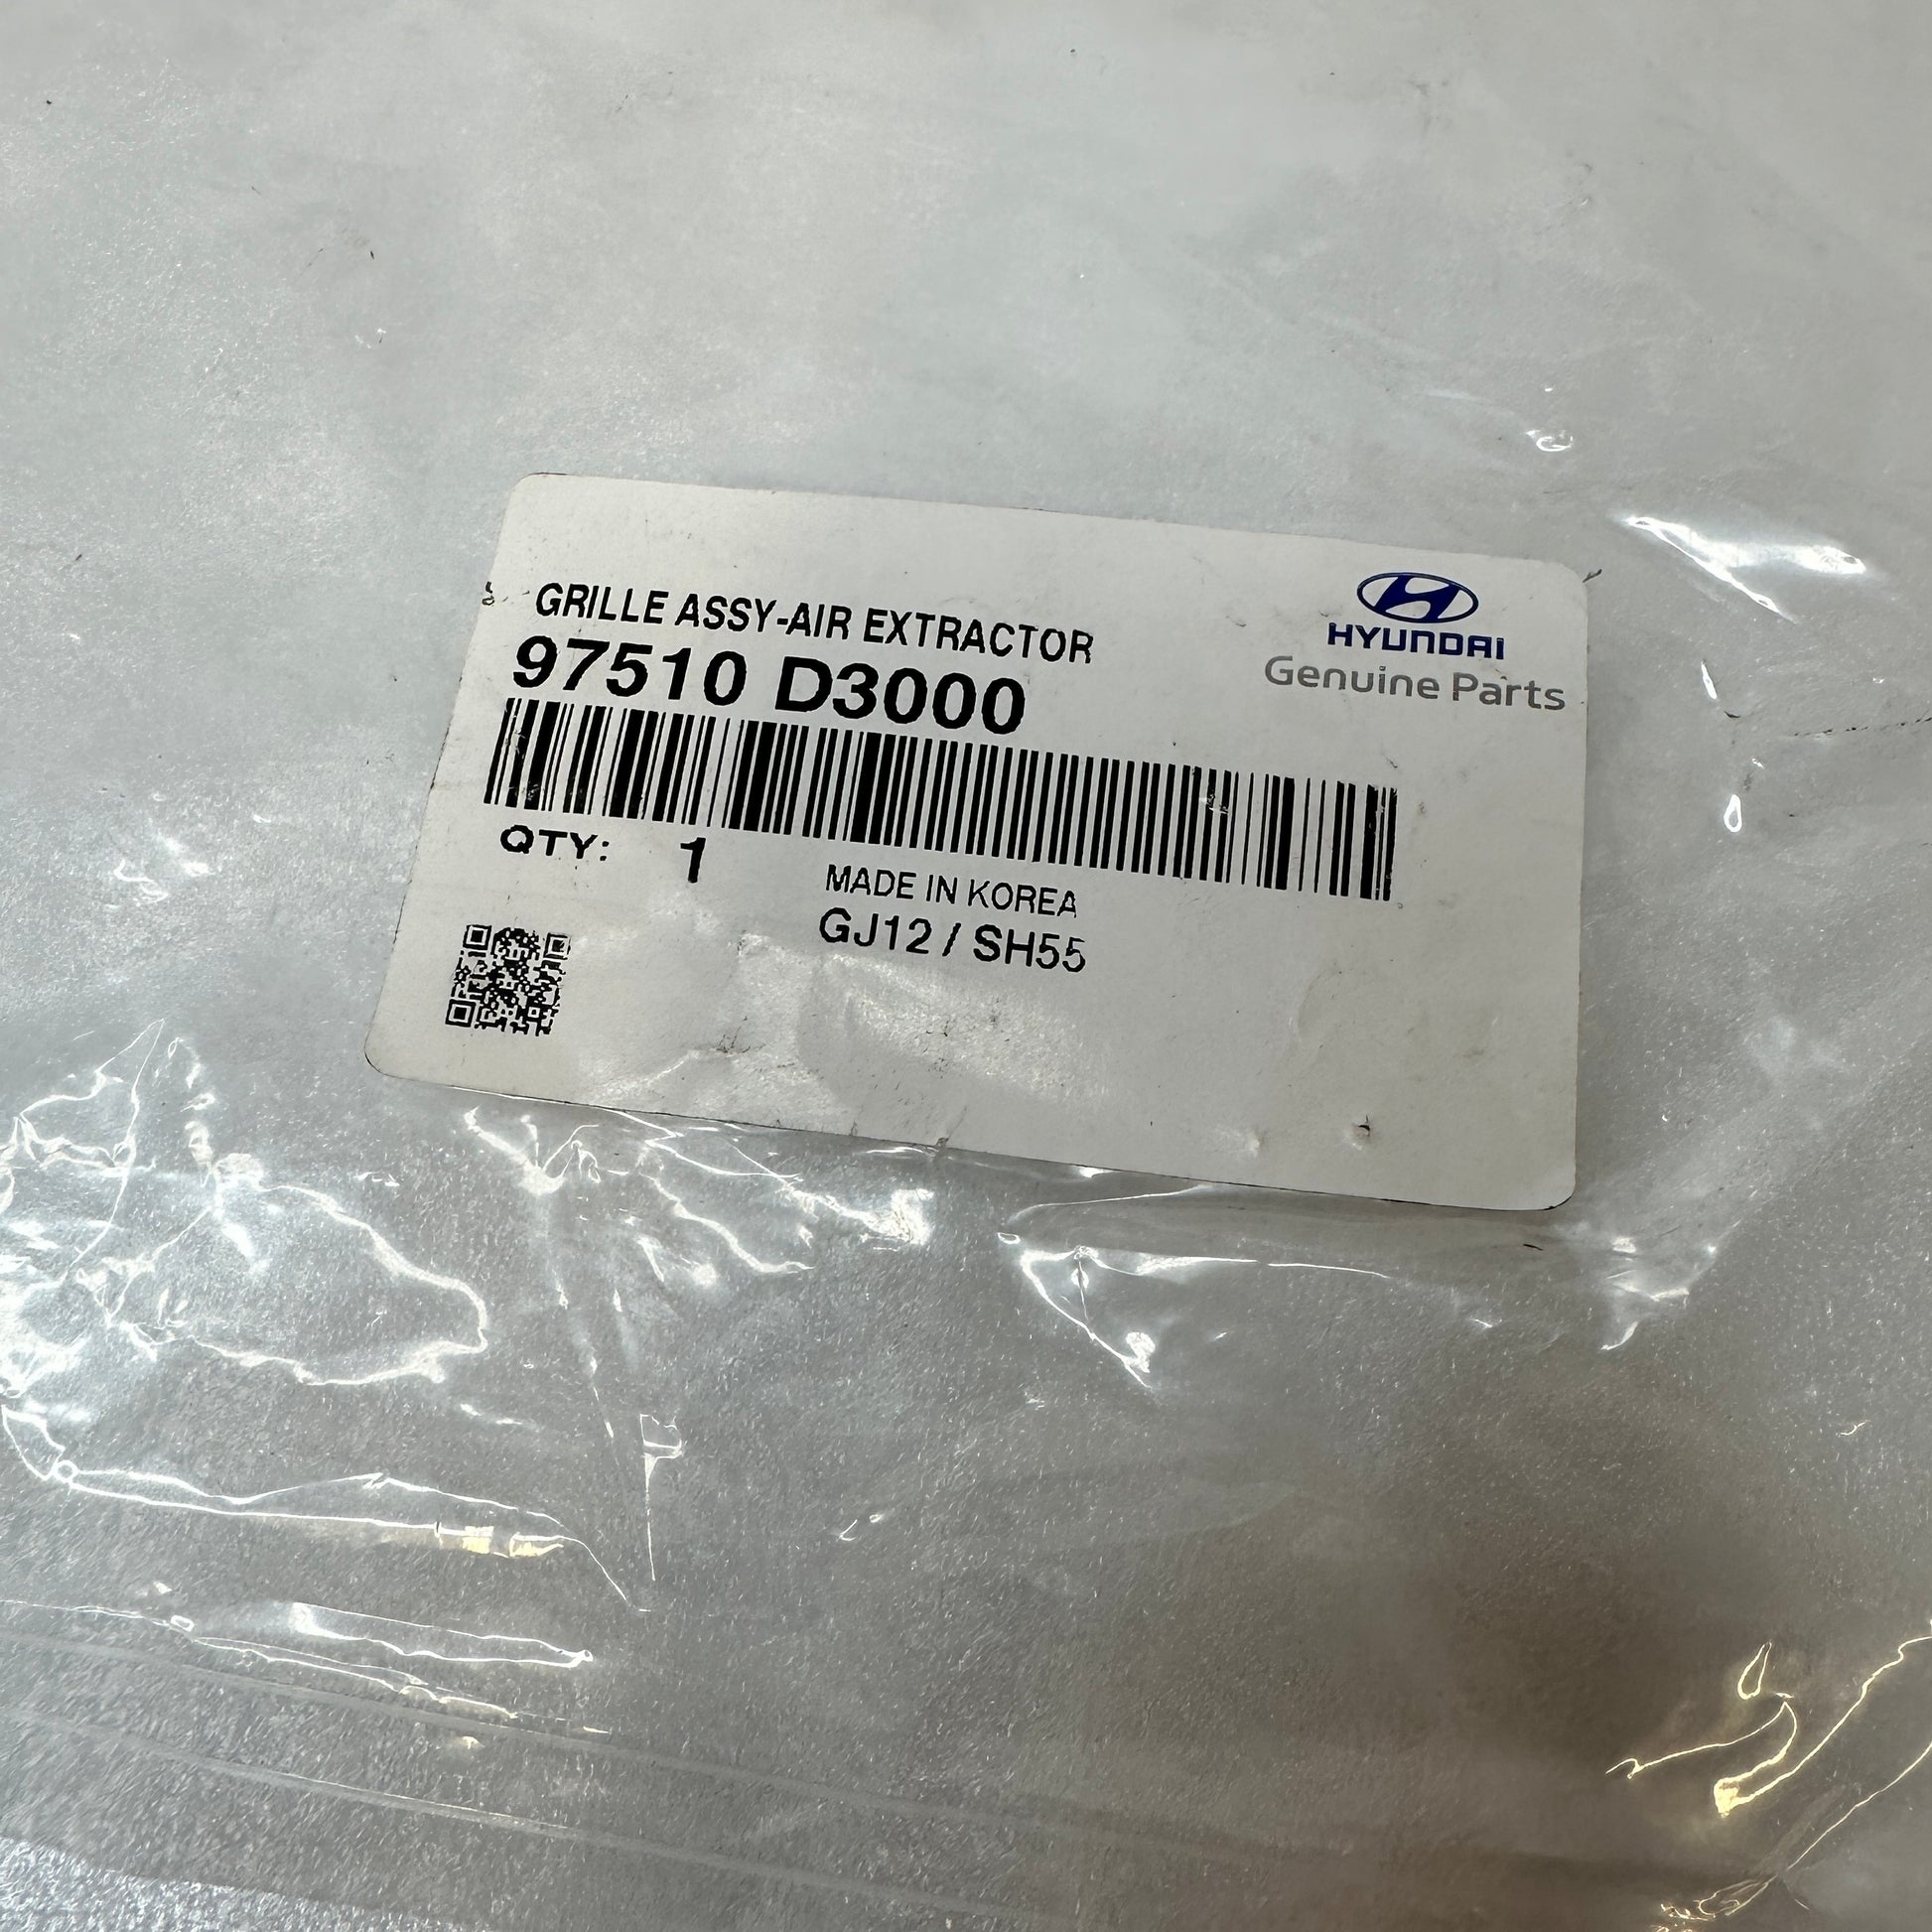 GRILLE ASSY-AIR EXTRACTOR
97510 D3000
HYUNDAI
Genuine Parts
QTY: 1
MADE IN KOREA
GJ12 / SH55